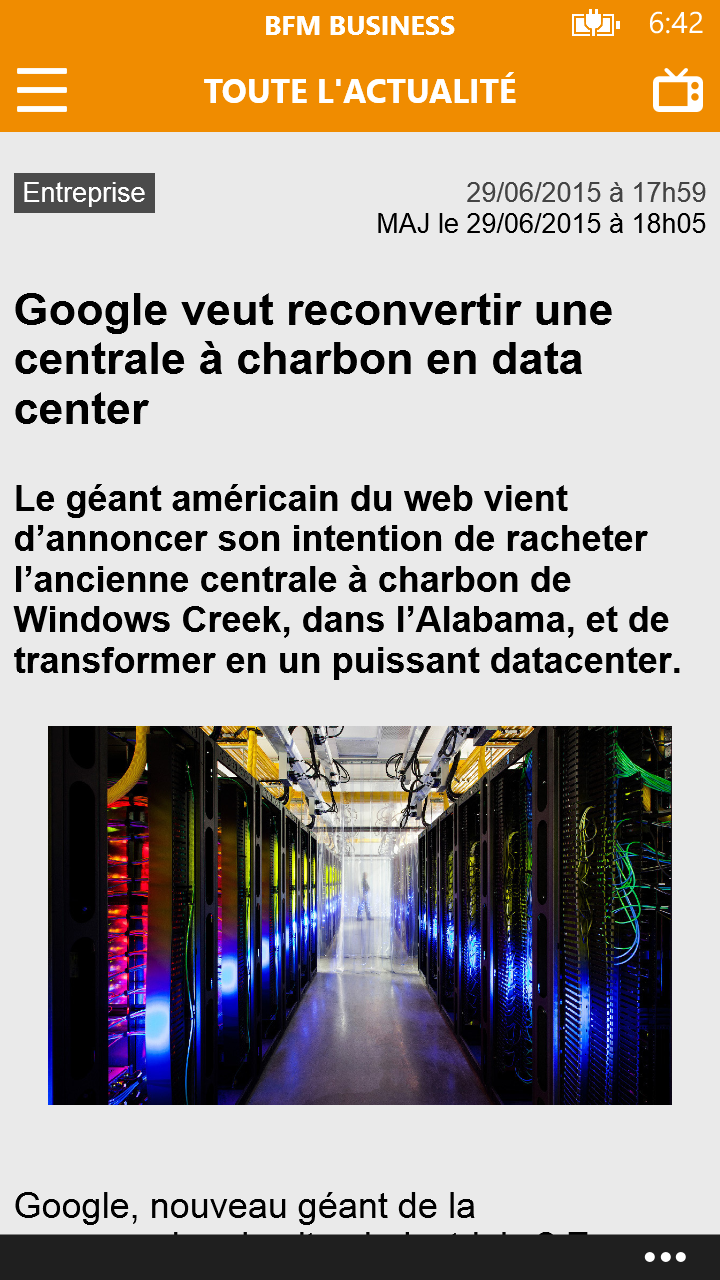 BFM BUSINESS
6:42
TOUTE L'ACTUALITÉ
Entreprise
29/06/2015 à 17h59
MAJ le 29/06/2015 à 18h05
Google veut reconvertir une
centrale à charbon en data
center
Le géant américain du web vient
d’annoncer son intention de racheter
l’ancienne centrale à charbon de
Windows Creek, dans l’Alabama, et de
transformer en un puissant datacenter.
Google, nouveau géant de la